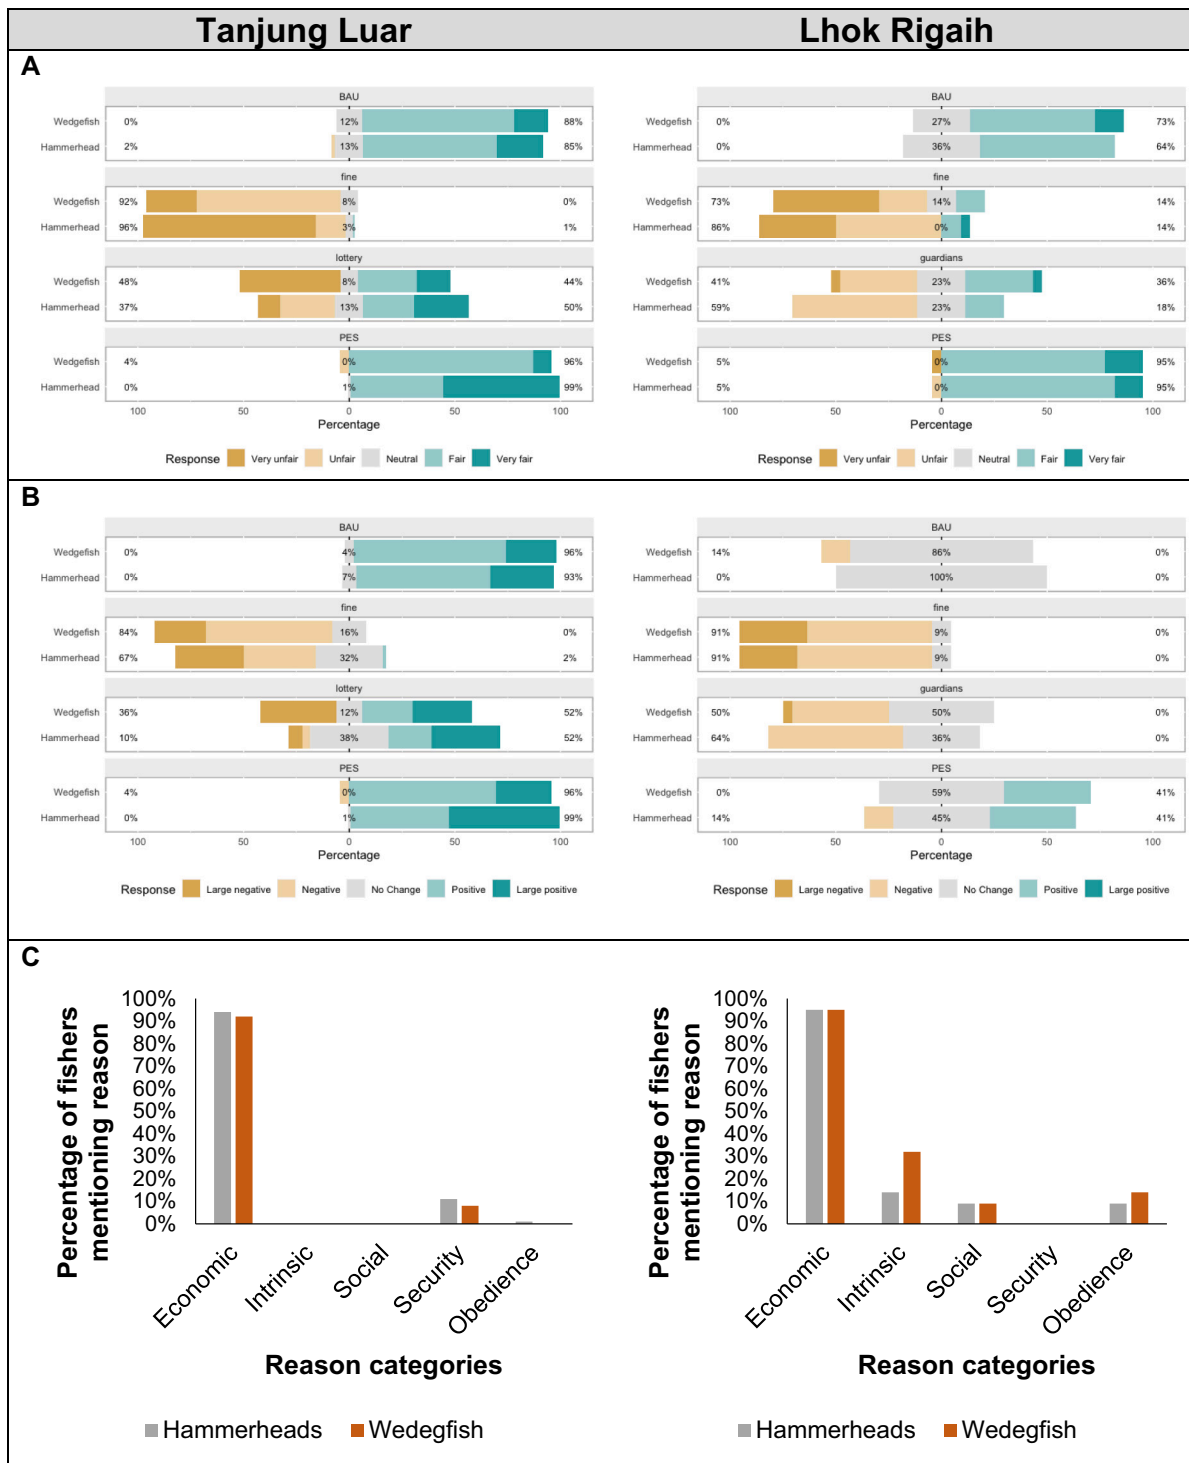 Tanjung Luar
Lhok Rigaih
A
BAU
Wedgefish 0% 12% 88%
Hammerhead 2% 13% 85%
fine
Wedgefish 92% 8% 0%
Hammerhead 96% 3% 1%
lottery
Wedgefish 48% 8% 44%
Hammerhead 37% 13% 50%
PES
Wedgefish 4% 0% 96%
Hammerhead 0% 1% 99%
100 50 0 50 100
Percentage
Response Very unfair Unfair Neutral Fair Very fair
BAU
Wedgefish 0% 27% 73%
Hammerhead 0% 36% 64%
fine
Wedgefish 73% 14% 14%
Hammerhead 86% 0% 14%
guardians
Wedgefish 41% 23% 36%
Hammerhead 59% 23% 18%
PES
Wedgefish 5% 0% 95%
Hammerhead 5% 0% 95%
100 50 0 50 100
Percentage
Response Very unfair Unfair Neutral Fair Very fair
B
BAU
Wedgefish 0% 4% 96%
Hammerhead 0% 7% 93%
fine
Wedgefish 84% 16% 0%
Hammerhead 67% 32% 2%
lottery
Wedgefish 36% 12% 52%
Hammerhead 10% 38% 52%
PES
Wedgefish 4% 0% 96%
Hammerhead 0% 1% 99%
100 50 0 50 100
Percentage
Response Large negative Negative No Change Positive Large positive
BAU
Wedgefish 14% 86% 0%
Hammerhead 0% 100% 0%
fine
Wedgefish 91% 9% 0%
Hammerhead 91% 9% 0%
guardians
Wedgefish 50% 50% 0%
Hammerhead 64% 36% 0%
PES
Wedgefish 0% 59% 41%
Hammerhead 14% 45% 41%
100 50 0 50 100
Percentage
Response Large negative Negative No Change Positive Large positive
C
Percentage of fishers
mentioning reason
100%
90%
80%
70%
60%
50%
40%
30%
20%
10%
0%
Economic Intrinsic Social Security Obedience
Reason categories
Hammerheads Wedegfish
Percentage of fishers
mentioning reason
100%
90%
80%
70%
60%
50%
40%
30%
20%
10%
0%
Economic Intrinsic Social Security Obedience
Reason categories
Hammerheads Wedegfish